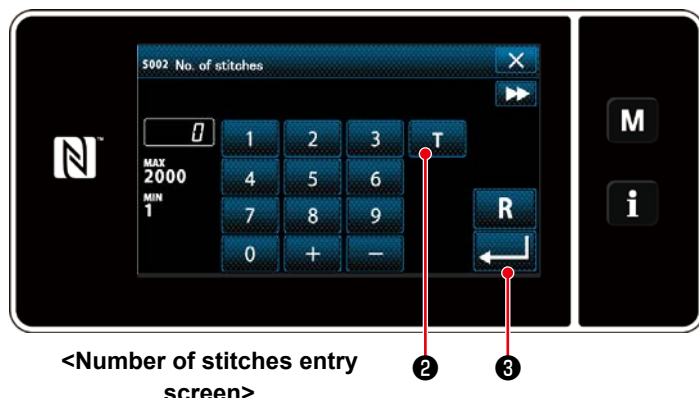 S002 No. of stitches
0
1 2 3 T
MAX
2000
4 5 6
MIN
1
7 8 9 R
0 + −
M
i
N
<Number of stitches entry
screen>
❷ ❸